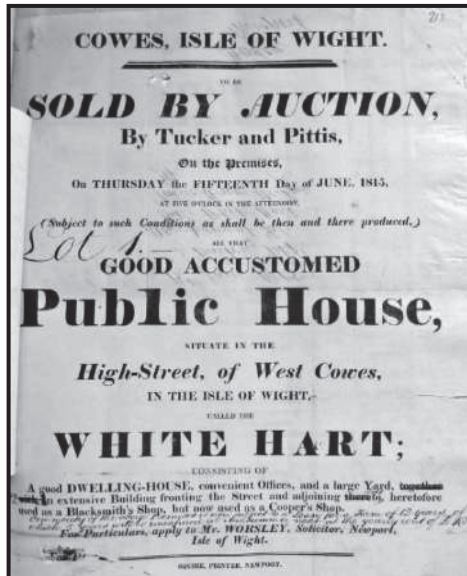 COWES, ISLE OF WIGHT.
TO BE
SOLD BY AUCTION,
By Tucker and Pittis,
On the Premises,
On THURSDAY the FIFTEENTH Day of JUNE, 1815,
AT FIVE O'CLOCK IN THE AFTERNOON,
(Subject to such Conditions as shall be then and there produced,)
Lot 1.
ALL THAT
GOOD ACCUSTOMED
Public House,
SITUATE IN THE
High-Street, of West Cowes,
IN THE ISLE OF WIGHT,
CALLED THE
WHITE HART;
CONSISTING OF
A good DWELLING-HOUSE, convenient Offices, and a large Yard, together
with an extensive Building fronting the Street and adjoining thereto, heretofore
used as a Blacksmith's Shop, but now used as a Cooper's Shop.
For Particulars, apply to Mr. WORSLEY, Solicitor, Newport,
Isle of Wight.
SQUIRE, PRINTER, NEWPORT.